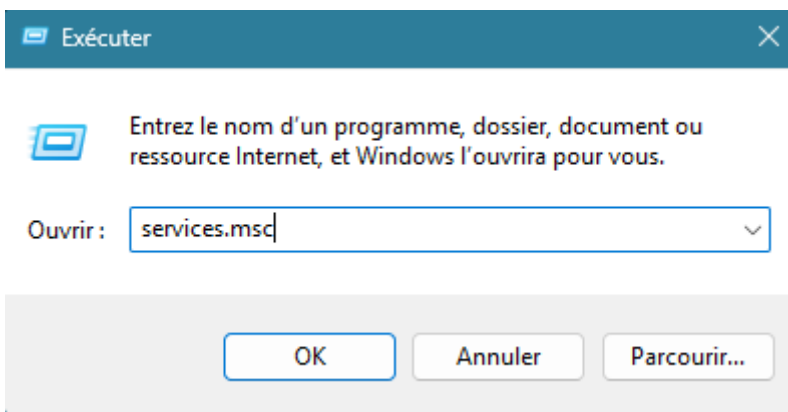 Exécuter
Entrez le nom d’un programme, dossier, document ou
ressource Internet, et Windows l’ouvrira pour vous.
Ouvrir : services.msc
OK Annuler Parcourir...